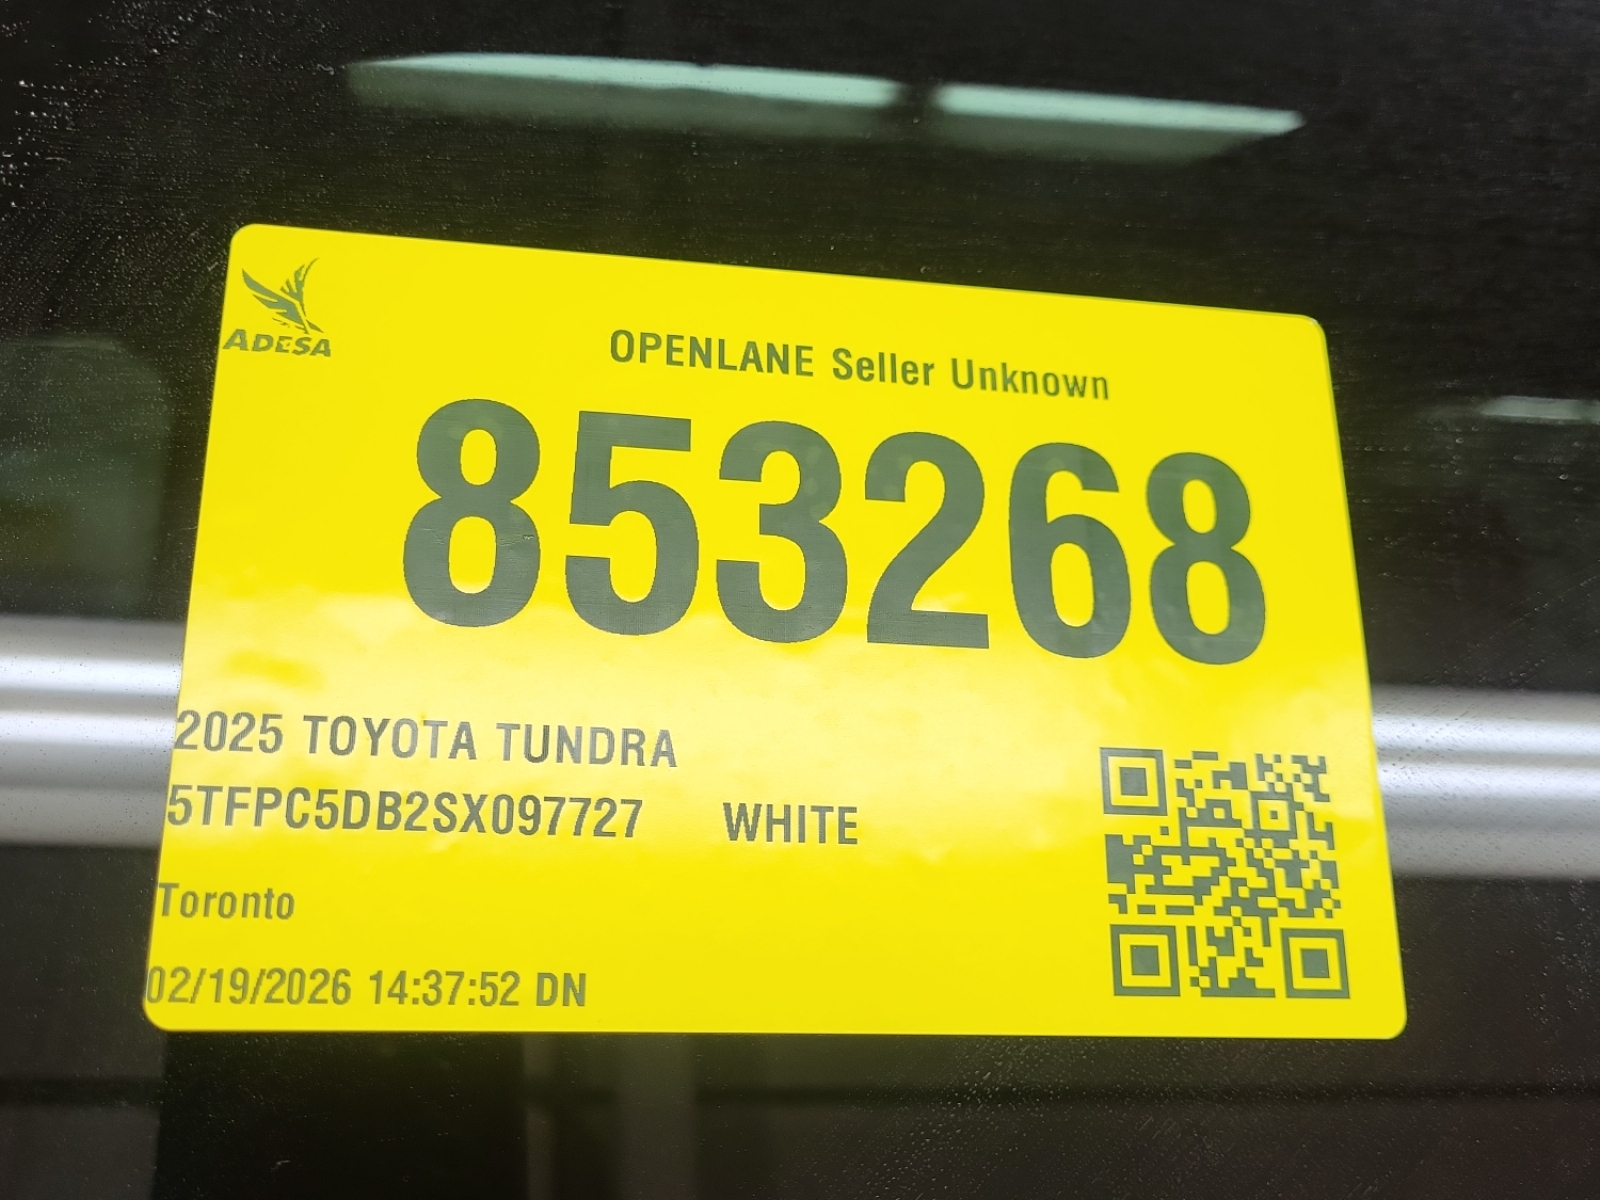 ADESA
OPENLANE Seller Unknown
853268
2025 TOYOTA TUNDRA
5TFPC5DB2SX097727 WHITE
Toronto
02/19/2026 14:37:52 DN